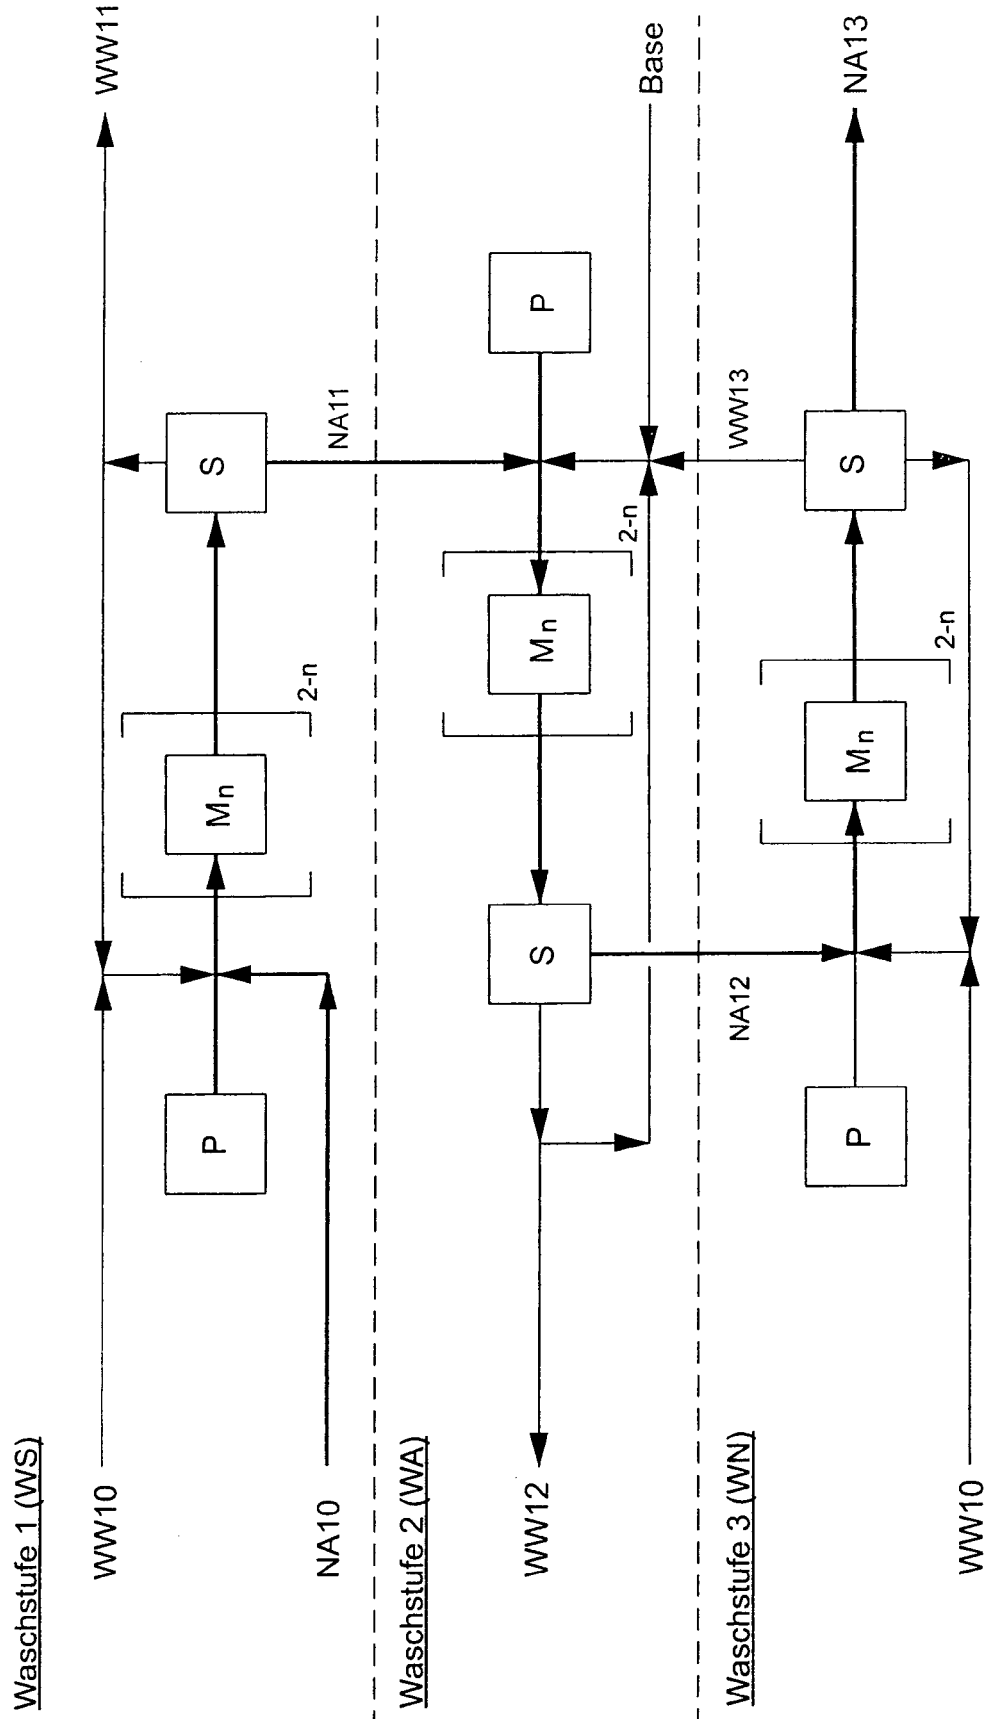 Waschstufe 1 (WS)
WW10
WW11
P
Mn
2-n
S
NA10
NA11
Waschstufe 2 (WA)
WW12
S
Mn
2-n
P
Base
Waschstufe 3 (WN)
NA12
WW13
P
Mn
2-n
S
NA13
WW10